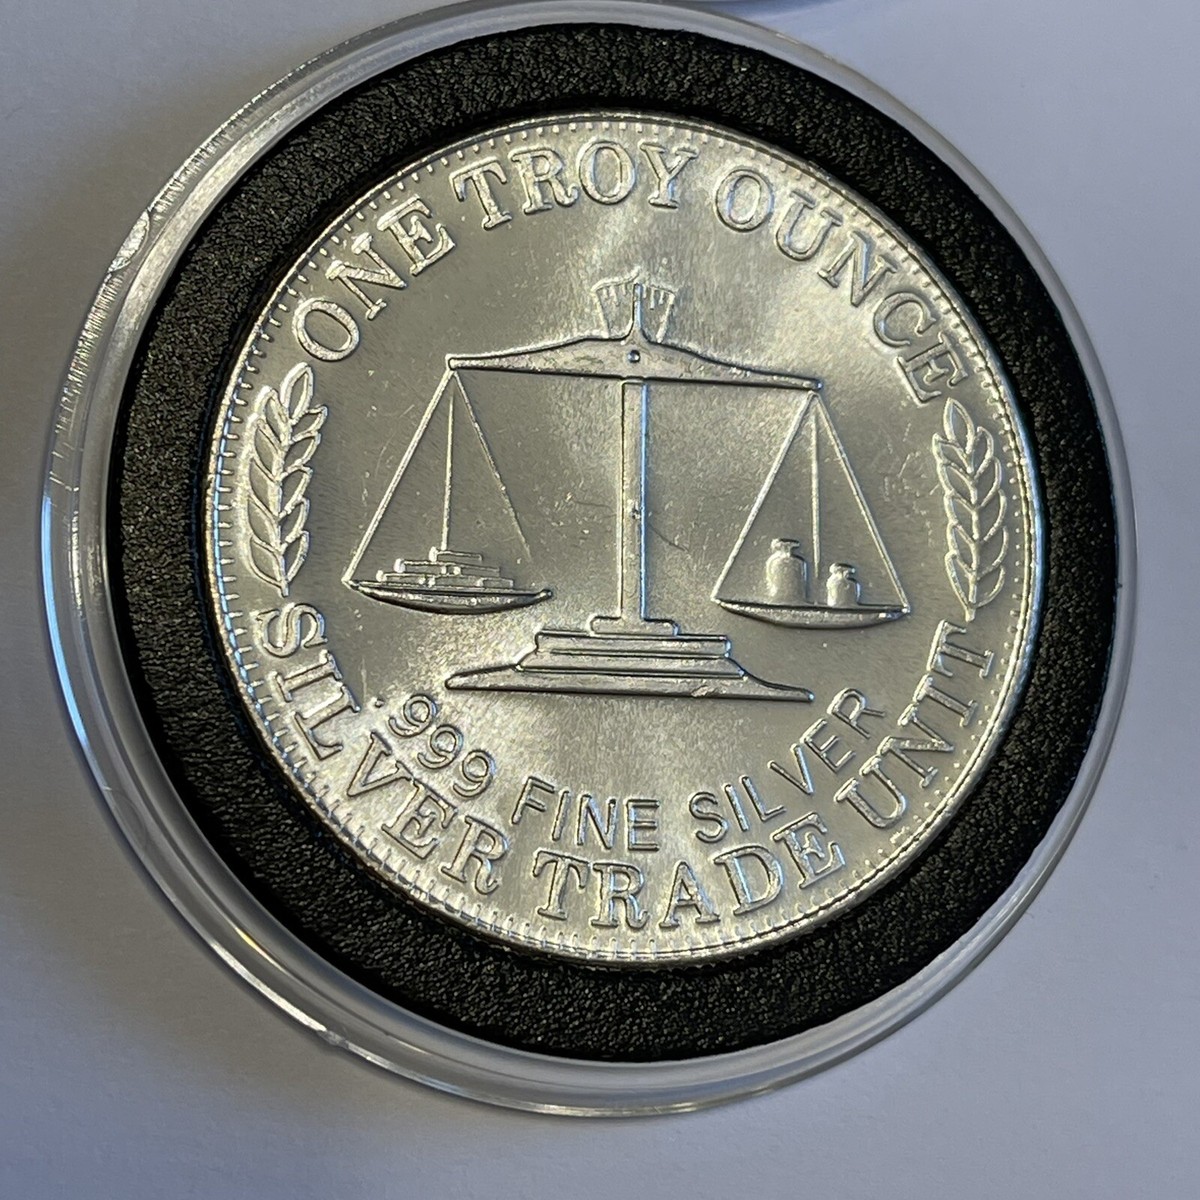 ONE TROY OUNCE
.999 FINE SILVER
SILVER TRADE UNIT